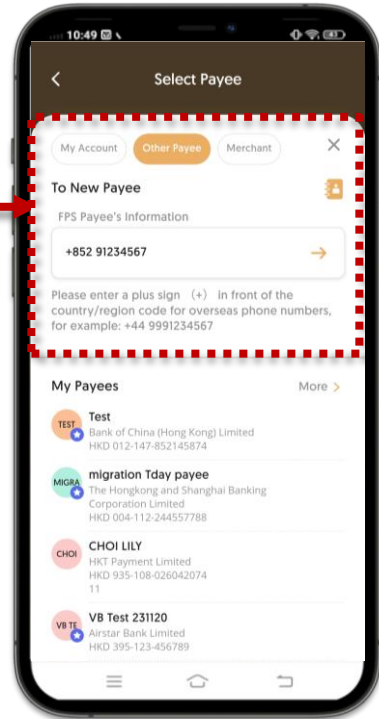 10:49
43
Select Payee
My Account
Other Payee
Merchant
To New Payee
FPS Payee's Information
+852 91234567
Please enter a plus sign （+） in front of the
country/region code for overseas phone numbers,
for example: +44 9991234567
My Payees
More >
TEST
Test
Bank of China (Hong Kong) Limited
HKD 012-147-852145874
MIGRA
migration Tday payee
The Hongkong and Shanghai Banking
Corporation Limited
HKD 004-112-244557788
CHOI
CHOI LILY
HKT Payment Limited
HKD 935-108-026042074
11
VB TE
VB Test 231120
Airstar Bank Limited
HKD 395-123-456789